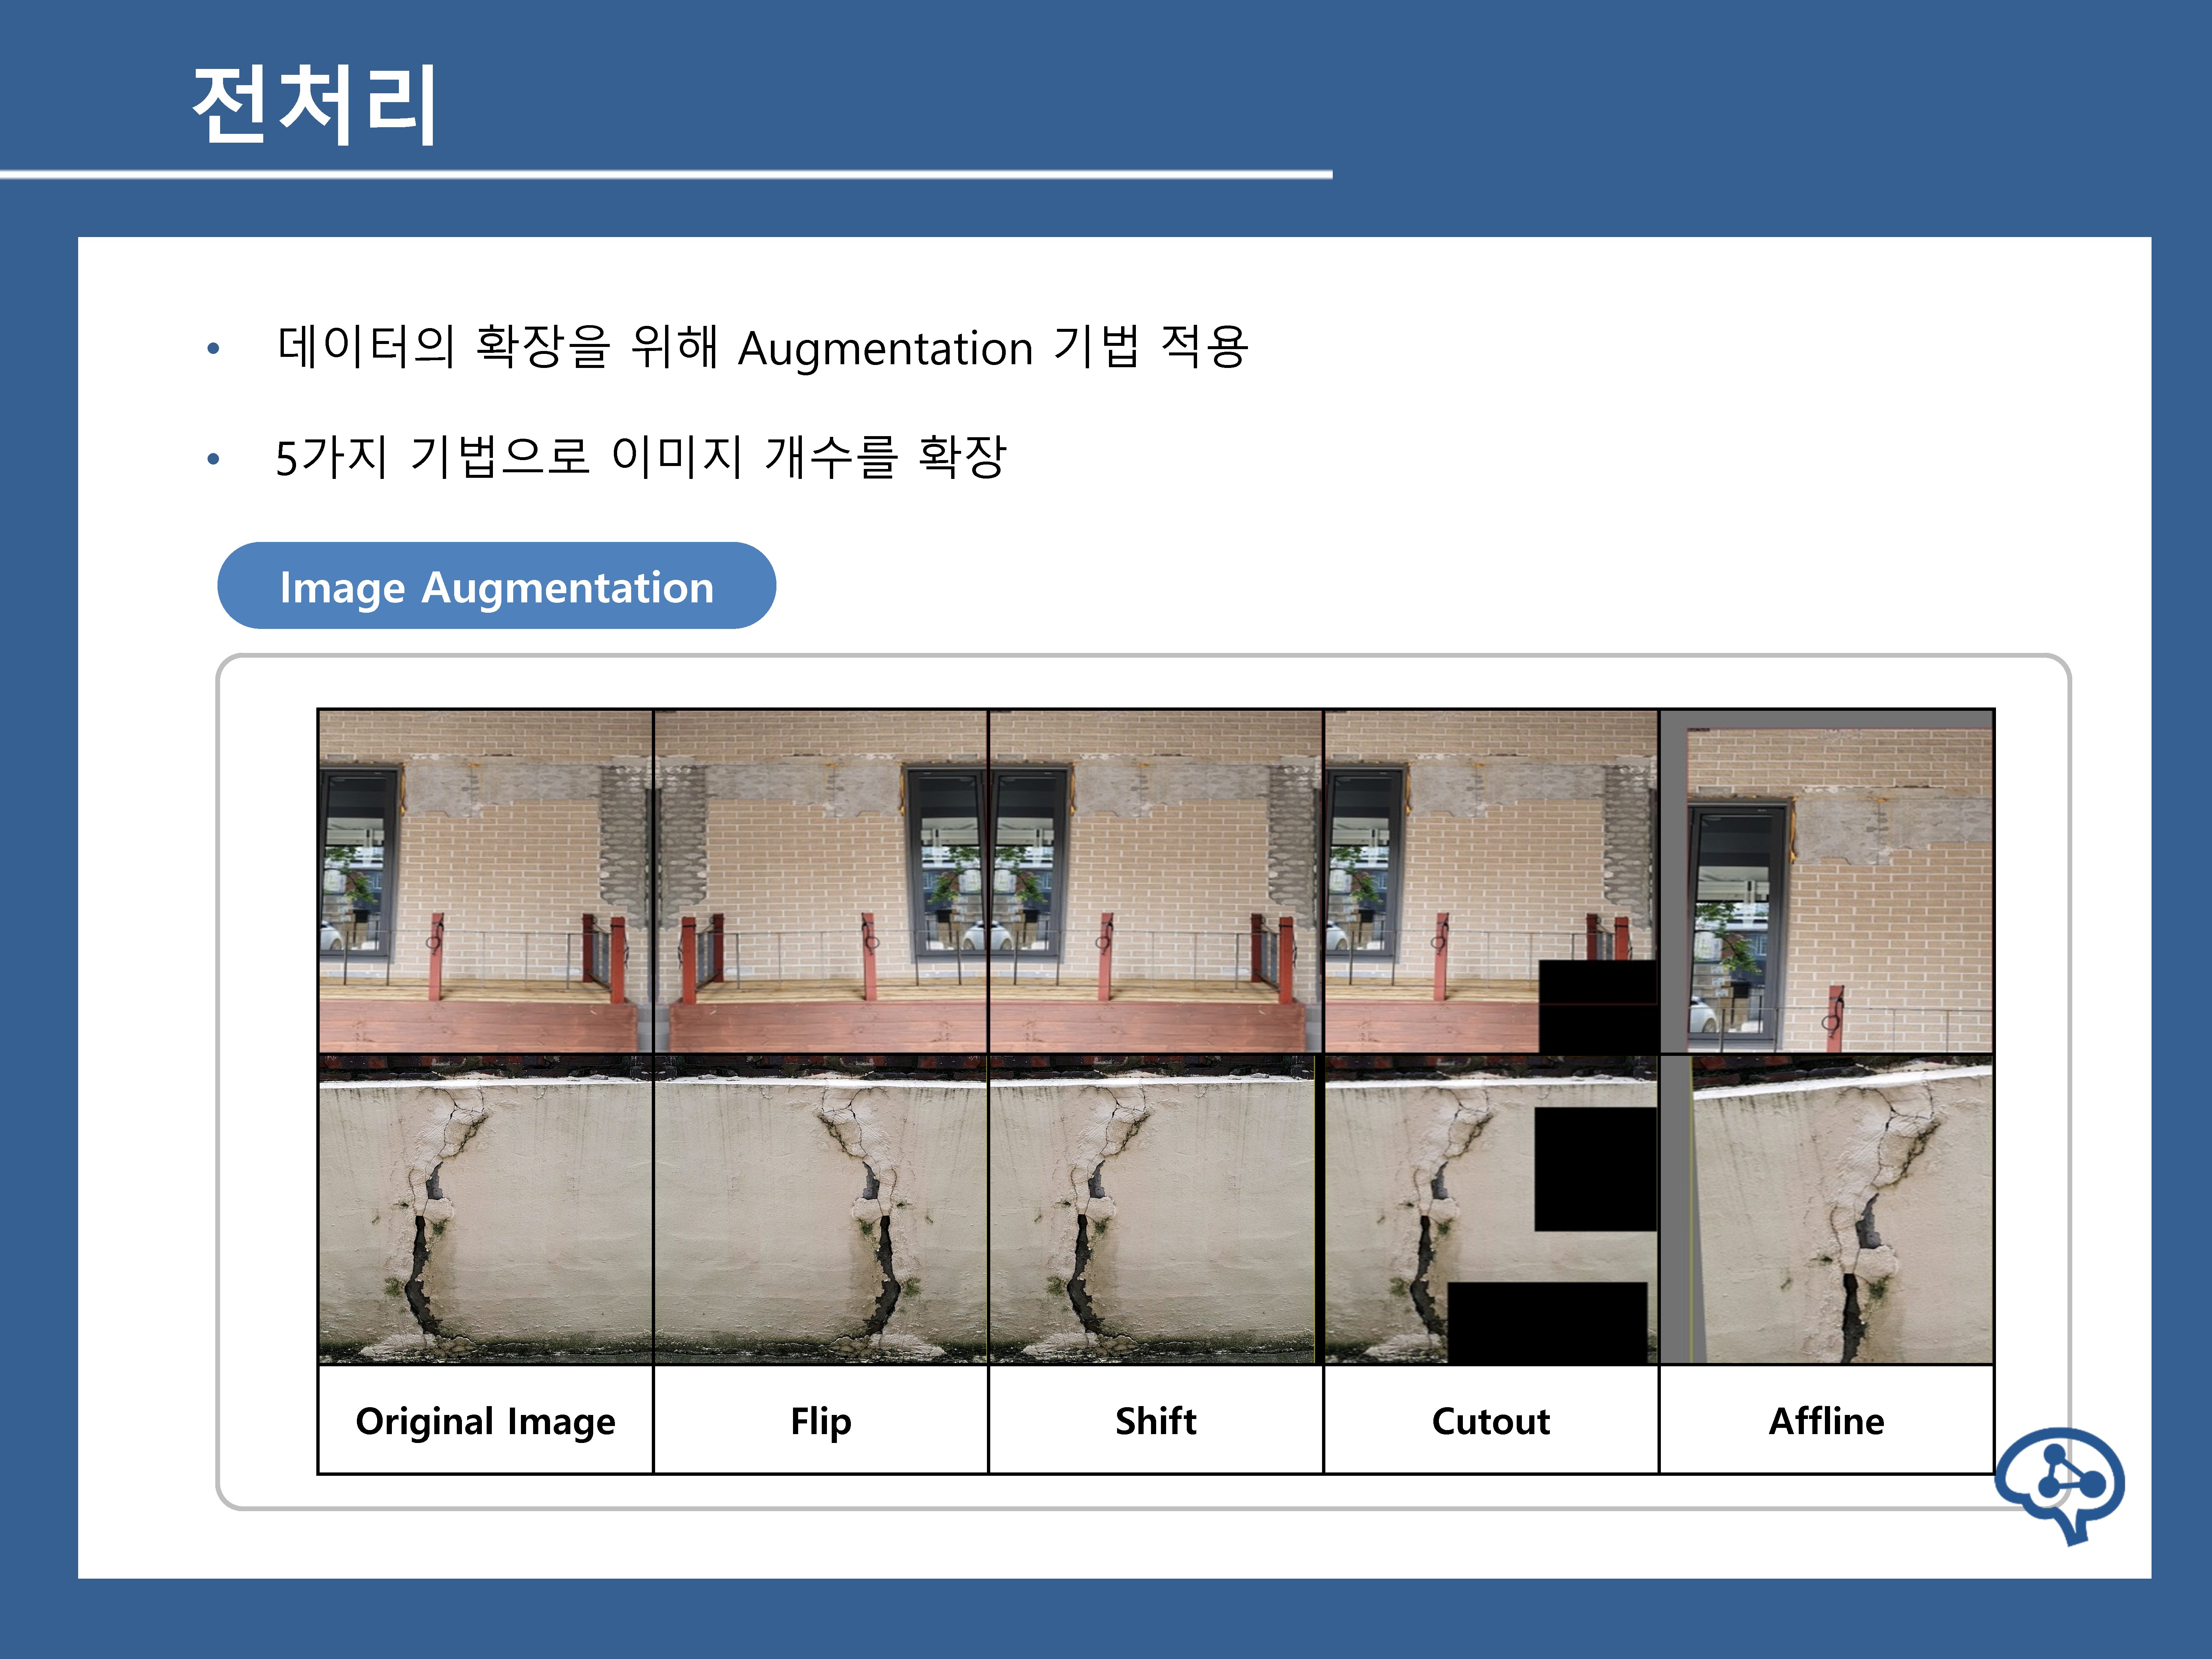 전처리
• 데이터의 확장을 위해 Augmentation 기법 적용
• 5가지 기법으로 이미지 개수를 확장
Image Augmentation
Original Image Flip Shift Cutout Affline